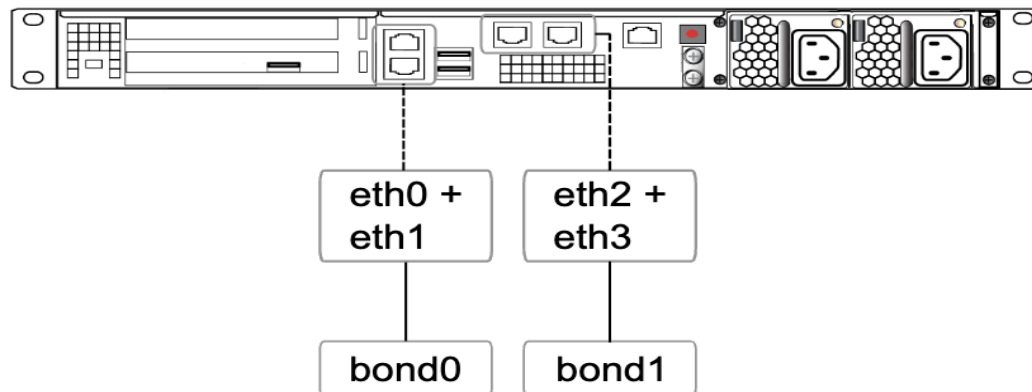 eth0 +
eth1
eth2 +
eth3
bond0
bond1